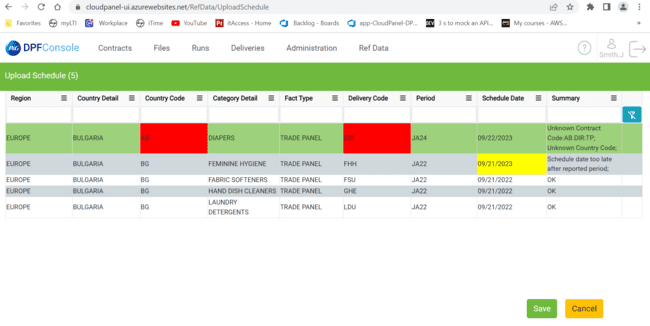 cloudpanel-ui.azurewebsites.net/RefData/UploadSchedule
Favorites myLTI Workplace iTime YouTube itAccess - Home Backlog - Boards app-CloudPanel-DP... 3 s to mock an API... My courses - AWS... »
P&G DPFConsole Contracts Files Runs Deliveries Administration Ref Data ? Smith.J
Upload Schedule (5)
Region Country Detail Country Code Category Detail Fact Type Delivery Code Period Schedule Date Summary
EUROPE BULGARIA DIAPERS TRADE PANEL JA24 09/22/2023 Unknown Contract
Code:AB.DIR:TP;
Unknown Country Code;
EUROPE BULGARIA BG FEMININE HYGIENE TRADE PANEL FHH JA22 09/21/2023 Schedule date too late
after reported period;
EUROPE BULGARIA BG FABRIC SOFTENERS TRADE PANEL FSU JA22 09/21/2022 OK
EUROPE BULGARIA BG HAND DISH CLEANERS TRADE PANEL GHE JA22 09/21/2022 OK
EUROPE BULGARIA BG LAUNDRY
DETERGENTS TRADE PANEL LDU JA22 09/21/2022 OK
Save Cancel